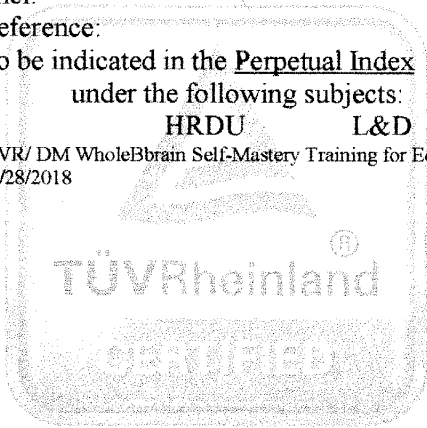 eference:
o be indicated in the Perpetual Index
under the following subjects:
HRDU L&D
VR/ DM WholeBbrain Self-Mastery Training for E
/28/2018
TÜVRheinland
®
CERTIFIED